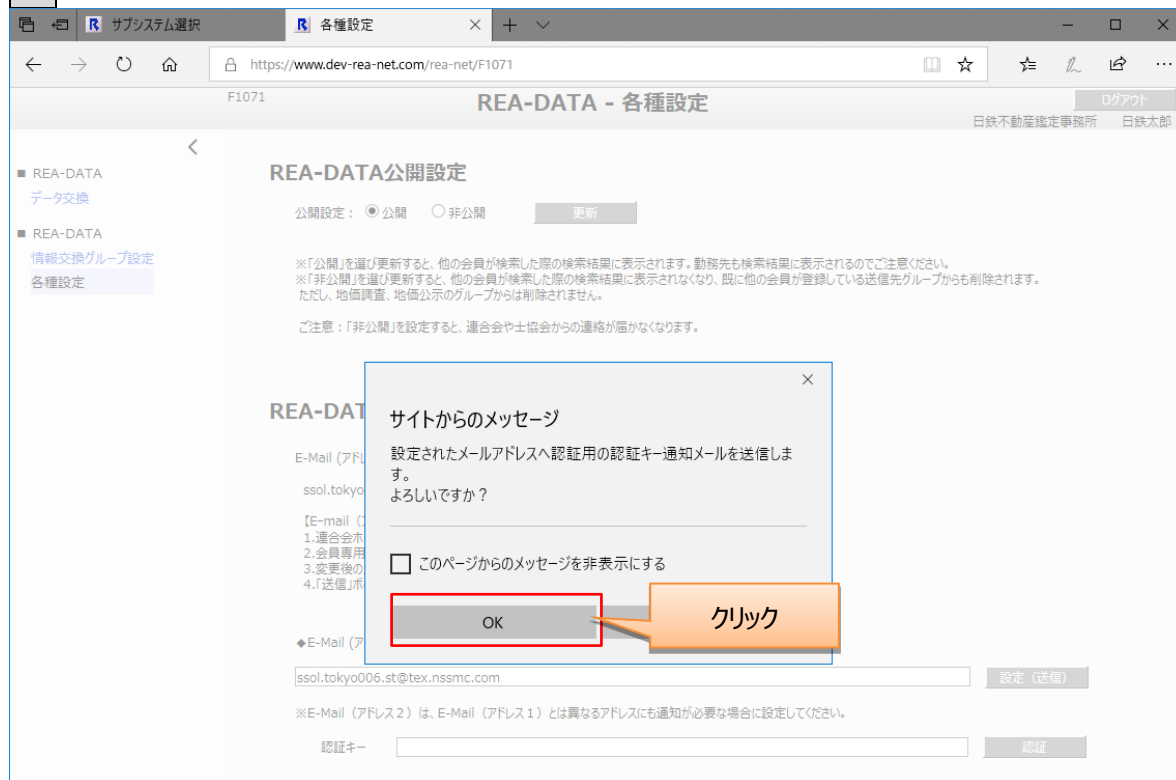 サブシステム選択
各種設定
https://www.dev-rea-net.com/rea-net/F1071
F1071
REA-DATA - 各種設定
ログアウト
日鉄不動産鑑定事務所 日鉄太郎
■ REA-DATA
データ交換
■ REA-DATA
情報交換グループ設定
各種設定
REA-DATA公開設定
公開設定： 公開 非公開 更新
※「公開」を選び更新すると、他の会員が検索した際の検索結果に表示されます。勤務先も検索結果に表示されるのでご注意ください。
※「非公開」を選び更新すると、他の会員が検索した際の検索結果に表示されなくなり、既に他の会員が登録している送信先グループからも削除されます。
ただし、地価調査、地価公示のグループからは削除されません。
ご注意：「非公開」を設定すると、連合会や士協会からの連絡が届かなくなります。
REA-DAT
E-Mail (アドレ
ssol.tokyo
【E-mail（
1.連合会ホ
2.会員専用
3.変更後の
4.「送信」ボ
サイトからのメッセージ
設定されたメールアドレスへ認証用の認証キー通知メールを送信しま
す。
よろしいですか？
このページからのメッセージを非表示にする
OK
クリック
◆E-Mail (ア
ssol.tokyo006.st@tex.nssmc.com 設定（送信）
※E-Mail（アドレス２）は、E-Mail（アドレス１）とは異なるアドレスにも通知が必要な場合に設定してください。
認証キー 認証